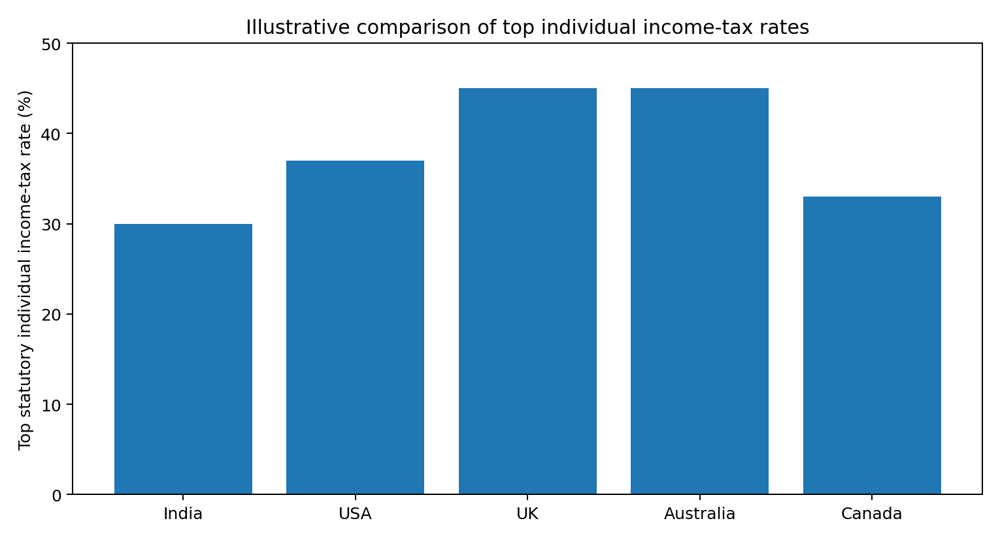 Illustrative comparison of top individual income-tax rates
Top statutory individual income-tax rate (%)
50
40
30
20
10
0
India
USA
UK
Australia
Canada